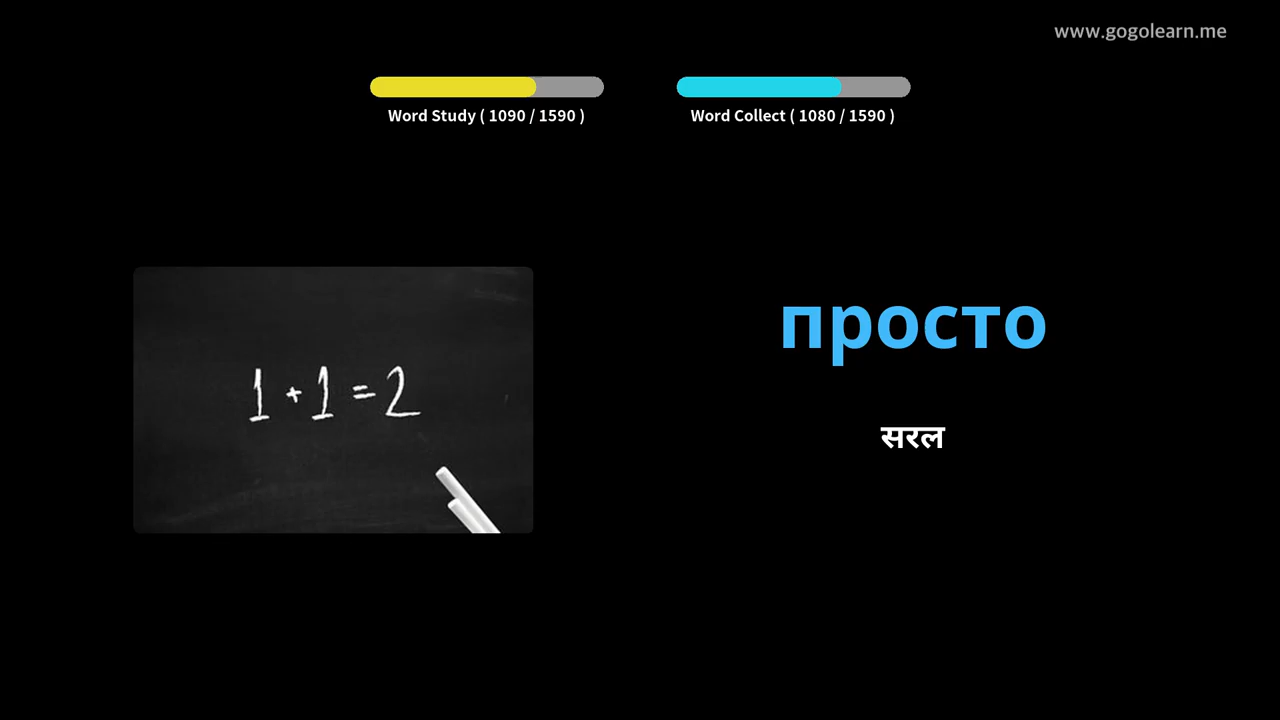 www.gogolearn.me
Word Study ( 1090 / 1590 )
Word Collect ( 1080 / 1590 )
1 + 1 = 2
просто
सरल